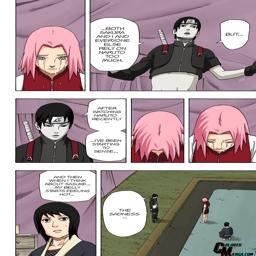 ...BOTH
SAKURA
AND I AND
EVERYONE
ELSE
RELY ON
NARUTO
TOO
MUCH.
BUT...
AFTER
WATCHING
NARUTO
RECENTLY
...I'VE BEEN
STARTING
TO
SENSE...
AND THEN
WHEN I THINK
ABOUT SASUKE...
MY BELLY
STARTS FEELING
HOT...
THE
SADNESS
...